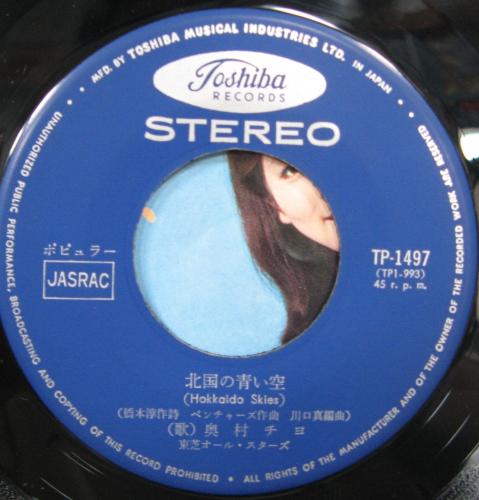 MFD. BY TOSHIBA MUSICAL INDUSTRIES LTD. IN JAPAN
Toshiba
RECORDS
STEREO
ポピュラー
JASRAC
TP-1497
(TP1-993)
45 r. p. m.
北国の青い空
(Hokkaido Skies)
(橋本淳作詩 ベンチャーズ作曲 川口真編曲)
(歌) 奥村チヨ
東芝オール・スターズ
UNAUTHORIZED PUBLIC PERFORMANCE, BROADCASTING AND COPYING OF THIS RECORD PROHIBITED • ALL RIGHTS OF THE MANUFACTURER AND OF THE OWNER OF THE RECORDED WORK ARE RESERVED